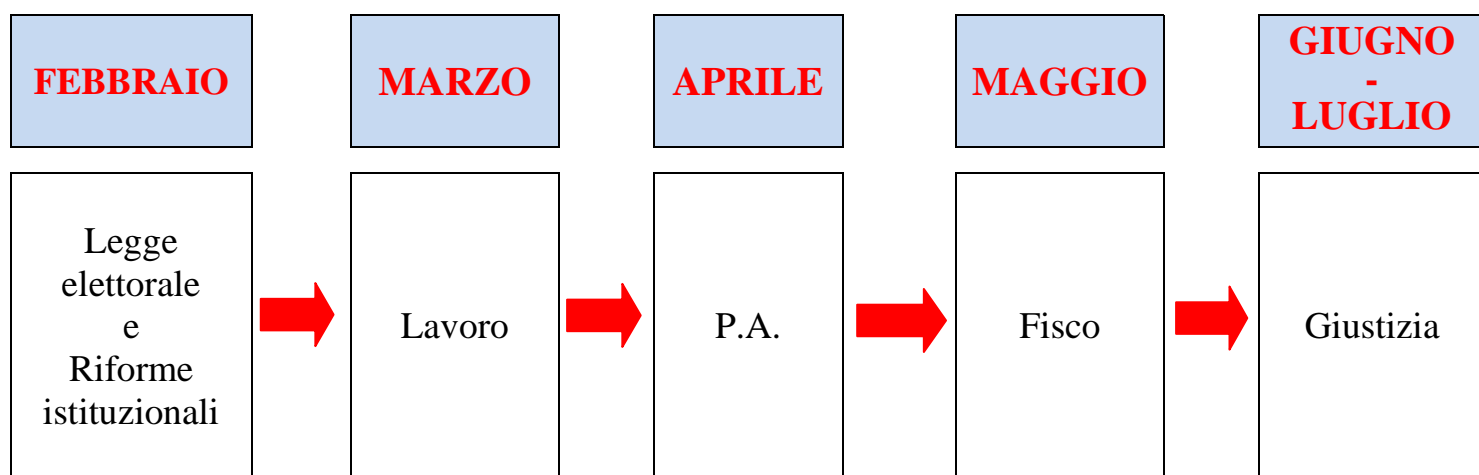 FEBBRAIO
MARZO
APRILE
MAGGIO
GIUGNO
-
LUGLIO
Legge
elettorale
e
Riforme
istituzionali
Lavoro
P.A.
Fisco
Giustizia